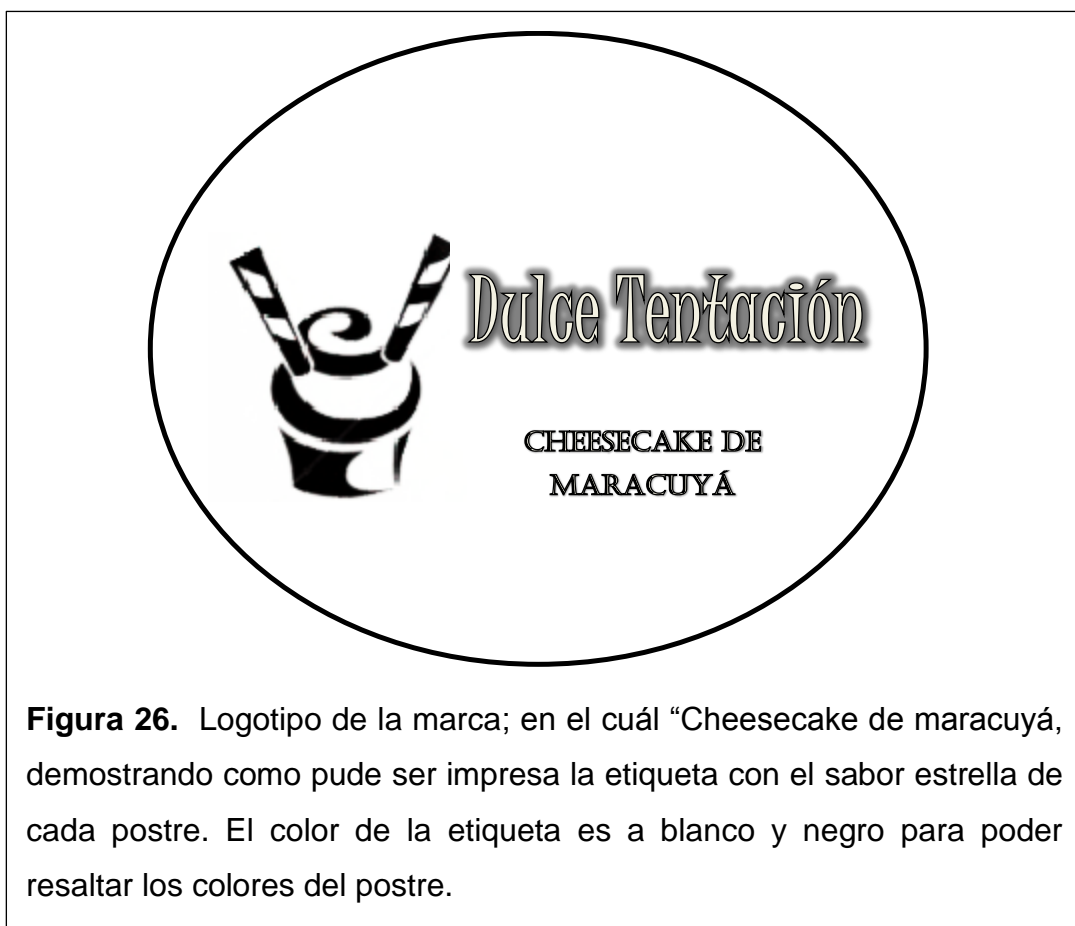 Dulce Tentación
CHEESECAKE DE
MARACUYÁ
Figura 26. Logotipo de la marca; en el cuál “Cheesecake de maracuyá,
demostrando como pude ser impresa la etiqueta con el sabor estrella de
cada postre. El color de la etiqueta es a blanco y negro para poder
resaltar los colores del postre.